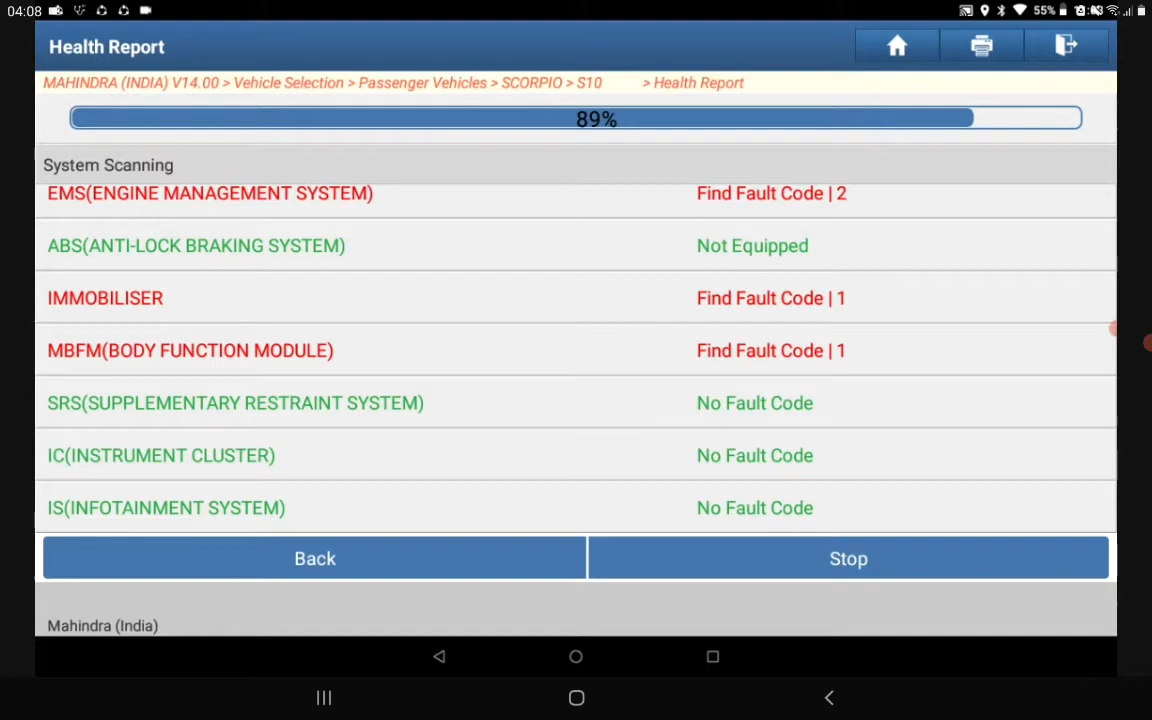 04:08
55%
Health Report
MAHINDRA (INDIA) V14.00 > Vehicle Selection > Passenger Vehicles > SCORPIO > S10 > Health Report
89%
System Scanning
EMS(ENGINE MANAGEMENT SYSTEM) Find Fault Code | 2
ABS(ANTI-LOCK BRAKING SYSTEM) Not Equipped
IMMOBILISER Find Fault Code | 1
MBFM(BODY FUNCTION MODULE) Find Fault Code | 1
SRS(SUPPLEMENTARY RESTRAINT SYSTEM) No Fault Code
IC(INSTRUMENT CLUSTER) No Fault Code
IS(INFOTAINMENT SYSTEM) No Fault Code
Back Stop
Mahindra (India)